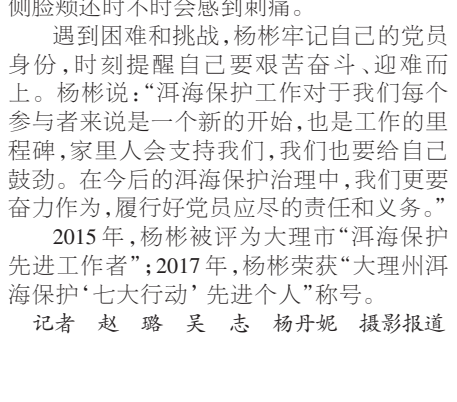 侧脸颊还时不时会感到刺痛。
遇到困难和挑战,杨彬牢记自己的党员
身份,时刻提醒自己要艰苦奋斗、迎难而
上。杨彬说:“洱海保护工作对于我们每个
参与者来说是一个新的开始,也是工作的里
程碑,家里人会支持我们,我们也要给自己
鼓劲。在今后的洱海保护治理中,我们更要
奋力作为,履行好党员应尽的责任和义务。”
2015年,杨彬被评为大理市“洱海保护
先进工作者”;2017年,杨彬荣获“大理州洱
海保护‘七大行动’先进个人”称号。
记者 赵 璐 吴 志 杨丹妮 摄影报道